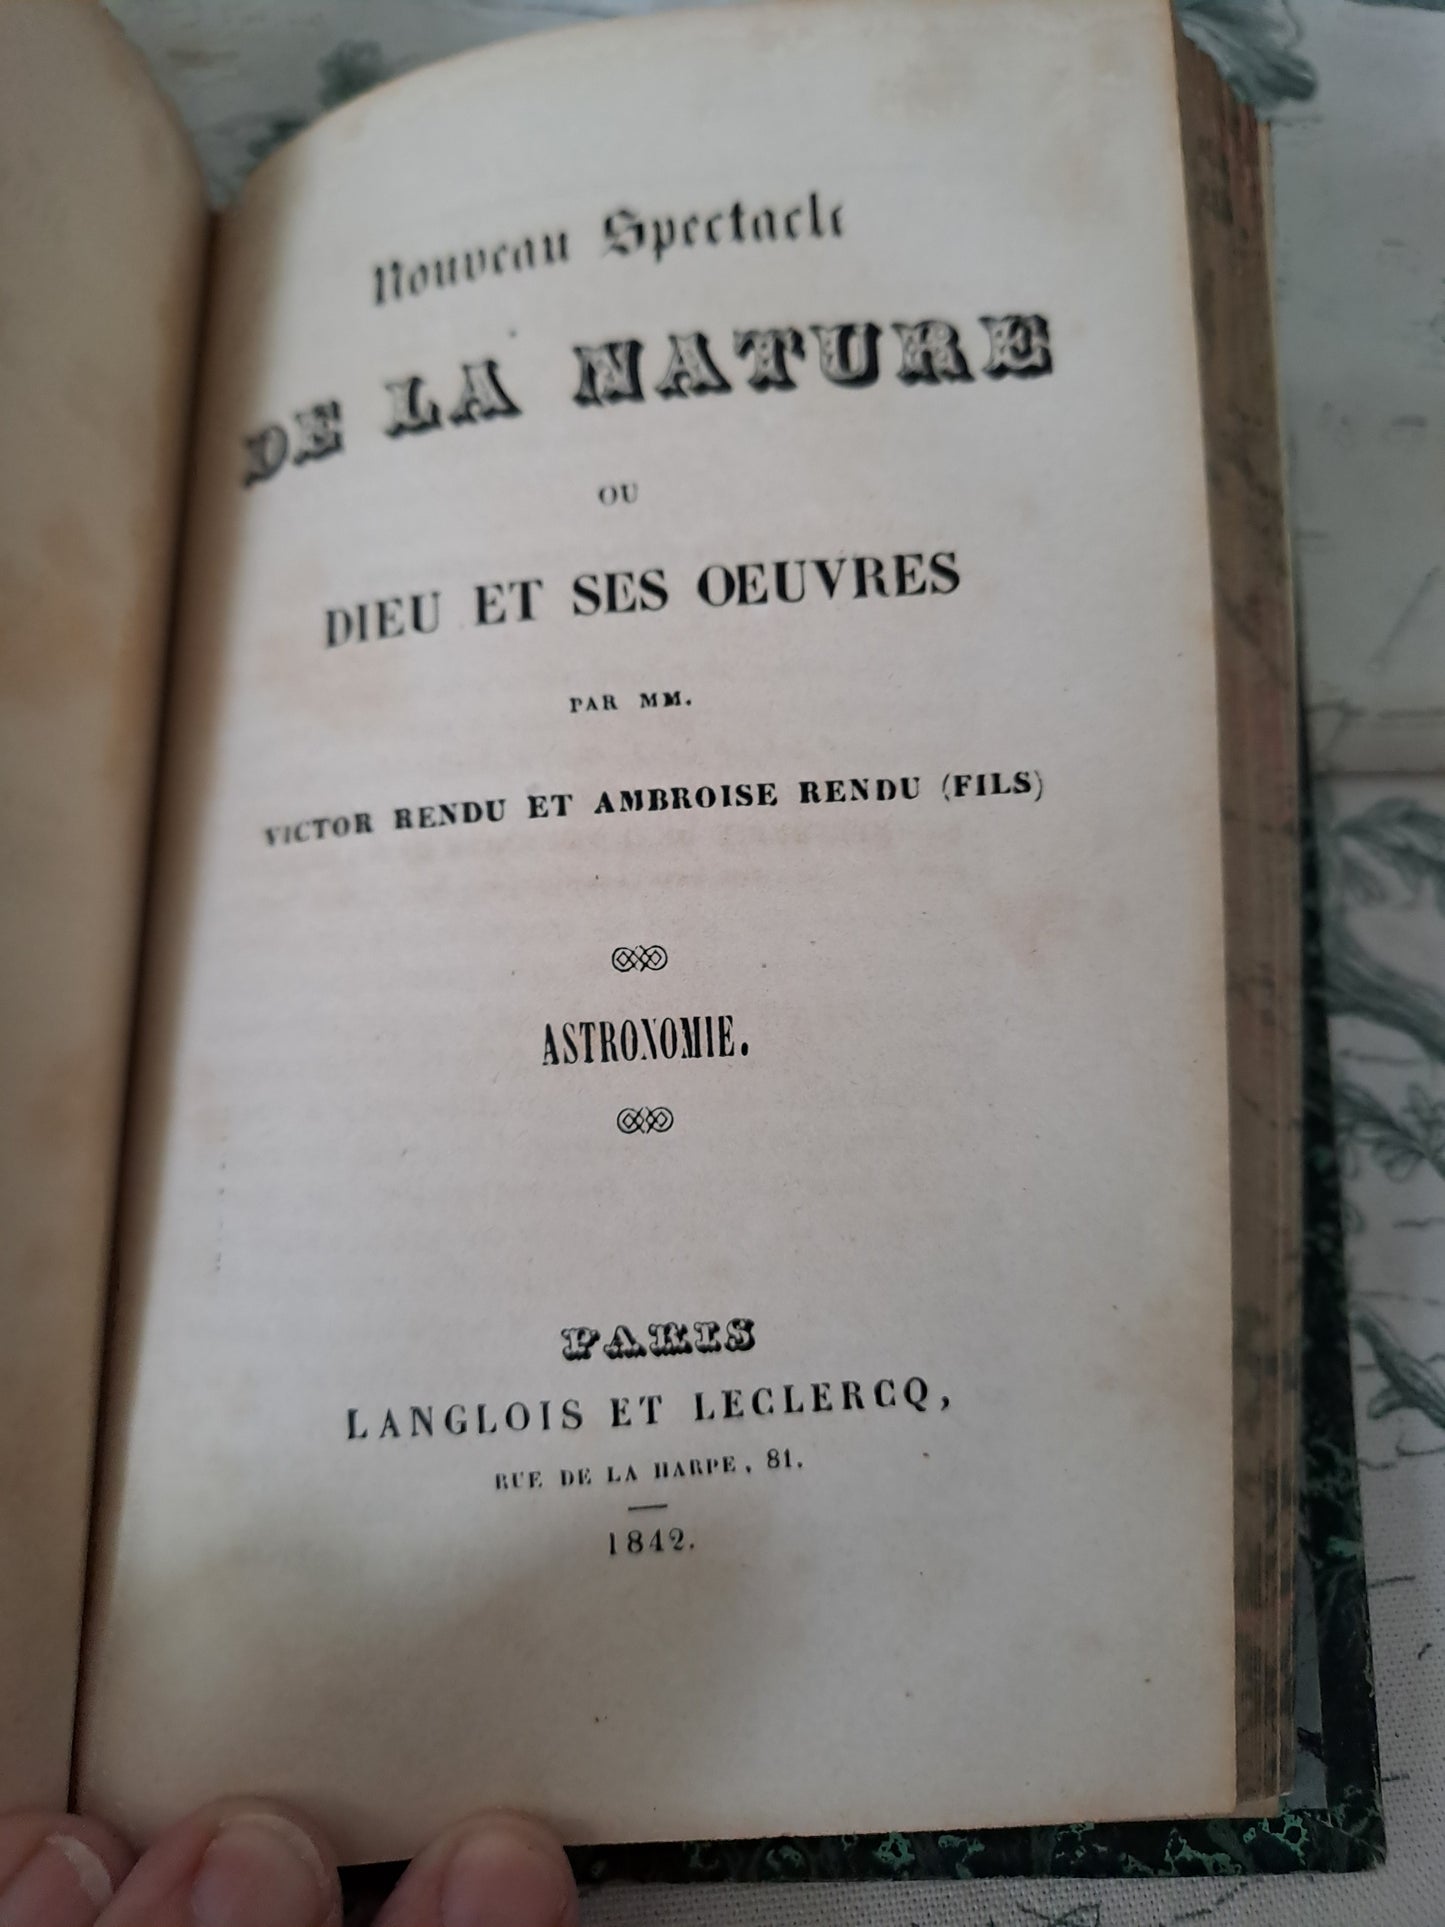 Nouveau Spectacle
DE LA NATURE
OU
DIEU ET SES OEUVRES
PAR MM.
VICTOR RENDU ET AMBROISE RENDU (FILS)
ASTRONOMIE.
PARIS
LANGLOIS ET LECLERCQ,
RUE DE LA HARPE, 81.
1842.